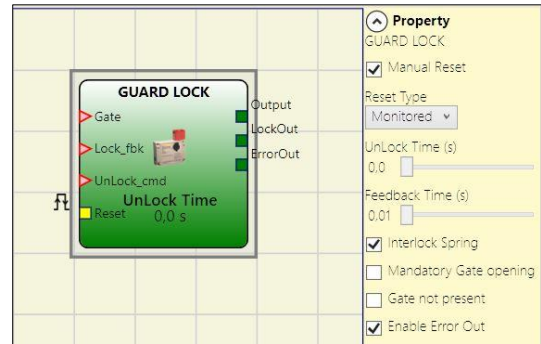 GUARD LOCK
Gate
Lock_fbk
UnLock_cmd
Reset
UnLock Time
0,0 s
Output
LockOut
ErrorOut
Property
GUARD LOCK
Manual Reset
Reset Type
Monitored
UnLock Time (s)
0,0
Feedback Time (s)
0,01
Interlock Spring
Mandatory Gate opening
Gate not present
Enable Error Out